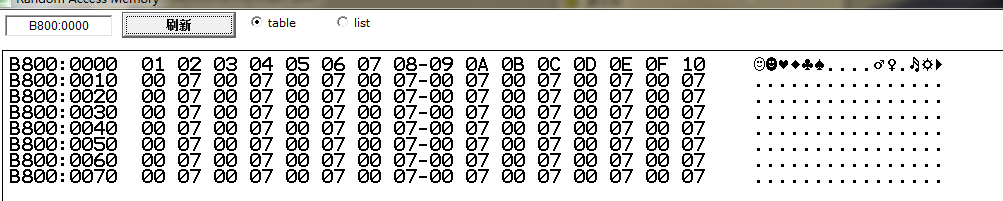 Random Access Memory
B800:0000 刷新 table list
B800:0000 01 02 03 04 05 06 07 08-09 0A 0B 0C 0D 0E 0F 10 ☺☻♥♦♣♠....♂♀.♫☼►
B800:0010 00 07 00 07 00 07 00 07-00 07 00 07 00 07 00 07 ................
B800:0020 00 07 00 07 00 07 00 07-00 07 00 07 00 07 00 07 ................
B800:0030 00 07 00 07 00 07 00 07-00 07 00 07 00 07 00 07 ................
B800:0040 00 07 00 07 00 07 00 07-00 07 00 07 00 07 00 07 ................
B800:0050 00 07 00 07 00 07 00 07-00 07 00 07 00 07 00 07 ................
B800:0060 00 07 00 07 00 07 00 07-00 07 00 07 00 07 00 07 ................
B800:0070 00 07 00 07 00 07 00 07-00 07 00 07 00 07 00 07 ................